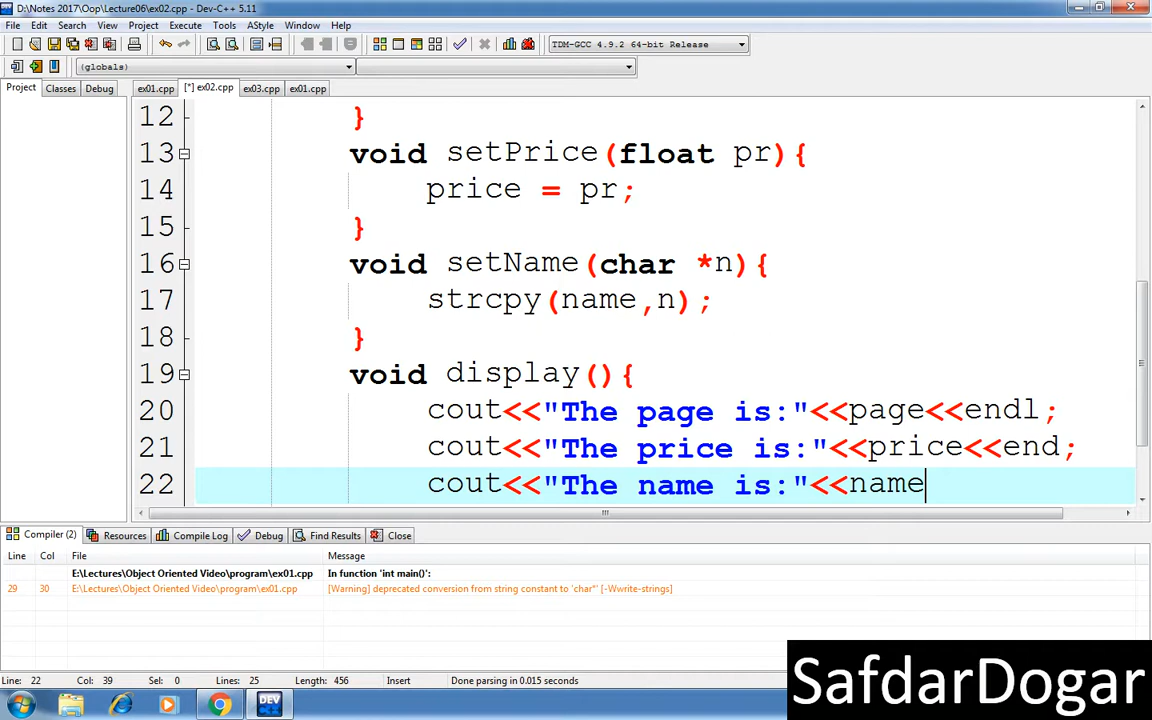 D:\Notes 2017\Oop\Lecture06\ex02.cpp - Dev-C++ 5.11
File Edit Search View Project Execute Tools AStyle Window Help
TDM-GCC 4.9.2 64-bit Release
(globals)
Project Classes Debug ex01.cpp [*] ex02.cpp ex03.cpp ex01.cpp
12 }
13 void setPrice(float pr){
14 price = pr;
15 }
16 void setName(char *n){
17 strcpy(name,n);
18 }
19 void display(){
20 cout<<"The page is:"<<page<<endl;
21 cout<<"The price is:"<<price<<end;
22 cout<<"The name is:"<<name
Compiler (2) Resources Compile Log Debug Find Results Close
Line Col File Message
E:\Lectures\Object Oriented Video\program\ex01.cpp In function 'int main()':
29 30 E:\Lectures\Object Oriented Video\program\ex01.cpp [Warning] deprecated conversion from string constant to 'char*' [-Wwrite-strings]
Line: 22 Col: 39 Sel: 0 Lines: 25 Length: 456 Insert Done parsing in 0.015 seconds
SafdarDogar
DEV